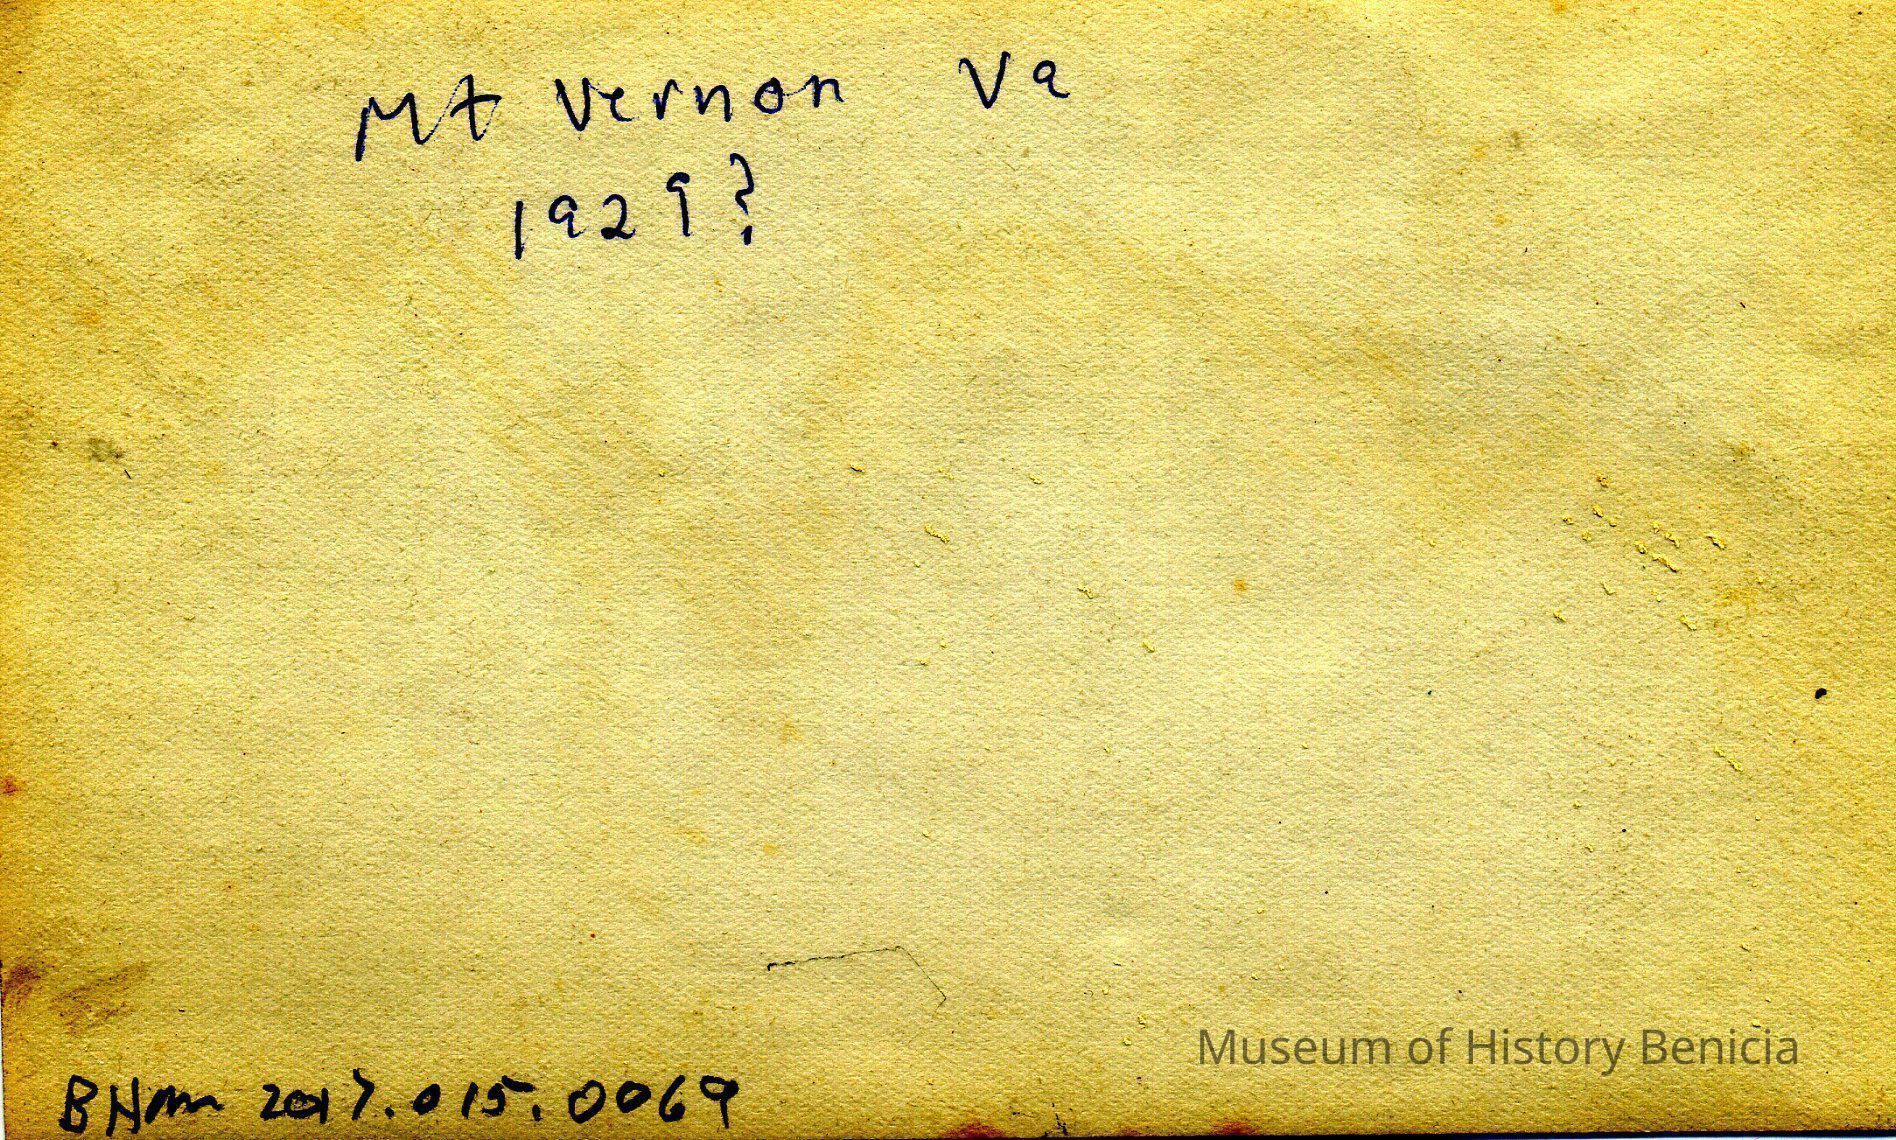 Mt Vernon Va
1929?
Museum of History Benicia
BHM 2017.015.0069